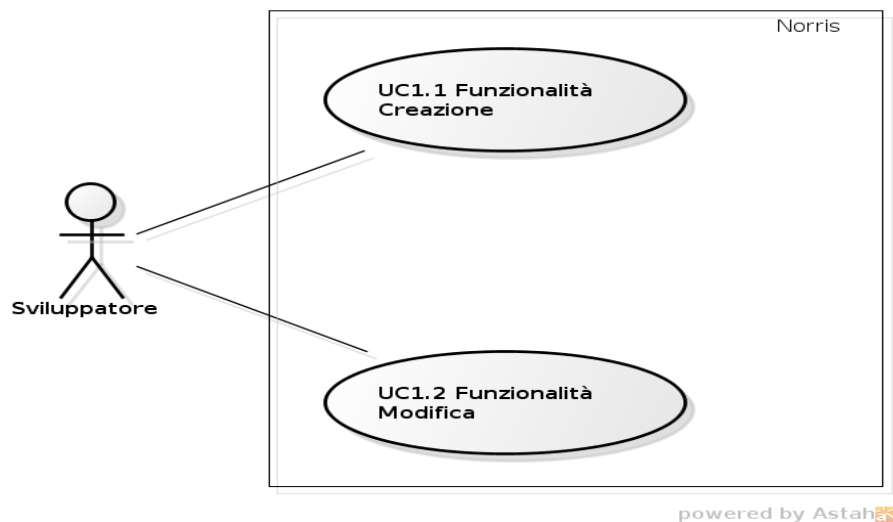 Norris
UC1.1 Funzionalità
Creazione
Sviluppatore
UC1.2 Funzionalità
Modifica
powered by Astah